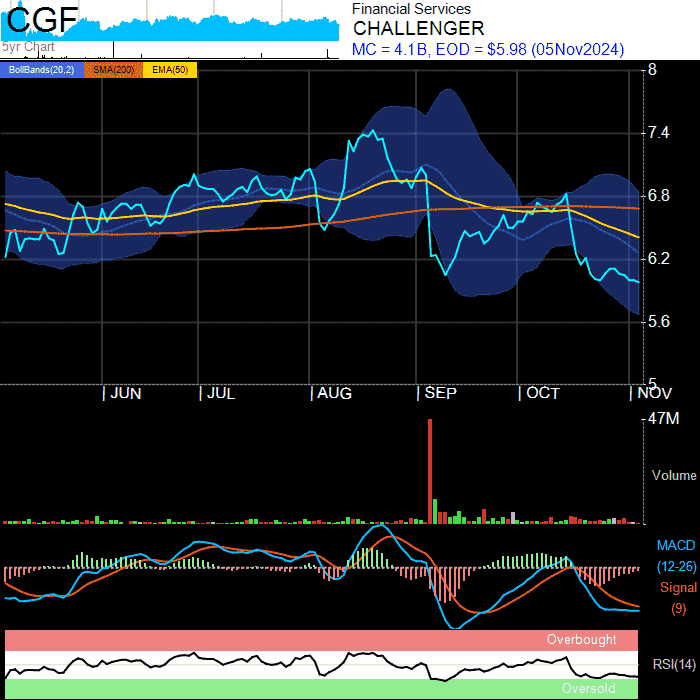 CGF
5yr Chart
Financial Services
CHALLENGER
MC = 4.1B, EOD = $5.98 (05Nov2024)
BollBands(20,2) SMA(200) EMA(50)
8
7.4
6.8
6.2
5.6
5
JUN JUL AUG SEP OCT NOV
47M
Volume
MACD
(12-26)
Signal
(9)
Overbought
RSI(14)
Oversold